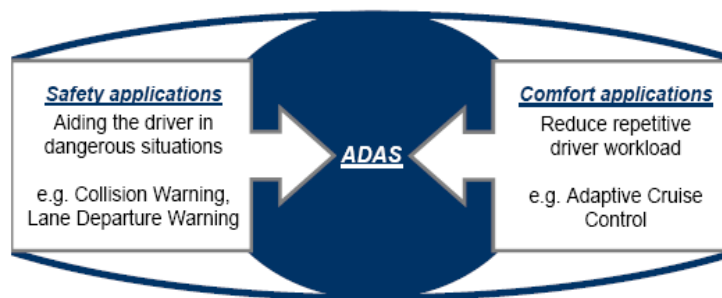 Safety applications
Aiding the driver in
dangerous situations
e.g. Collision Warning,
Lane Departure Warning
ADAS
Comfort applications
Reduce repetitive
driver workload
e.g. Adaptive Cruise
Control